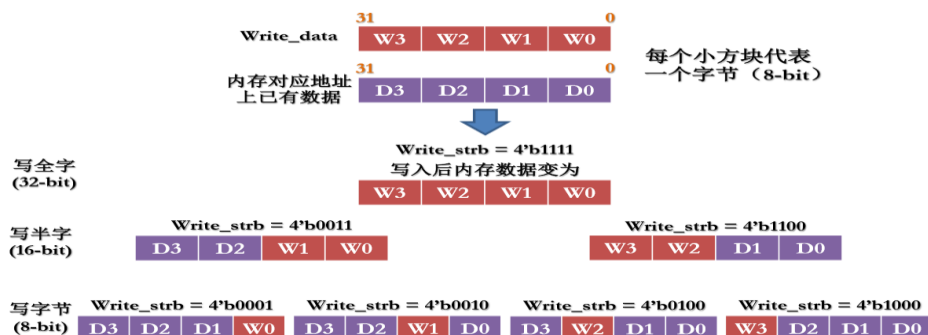 31 0
Write_data W3 W2 W1 W0
每个小方块代表
一个字节（8-bit）
31 0
内存对应地址
上已有数据
D3 D2 D1 D0
Write_strb = 4’b1111
写入后内存数据变为
写全字
(32-bit)
W3 W2 W1 W0
写半字
(16-bit)
Write_strb = 4’b0011
D3 D2 W1 W0
Write_strb = 4’b1100
W3 W2 D1 D0
写字节
(8-bit)
Write_strb = 4’b0001
D3 D2 D1 W0
Write_strb = 4’b0010
D3 D2 W1 D0
Write_strb = 4’b0100
D3 W2 D1 D0
Write_strb = 4’b1000
W3 D2 D1 D0